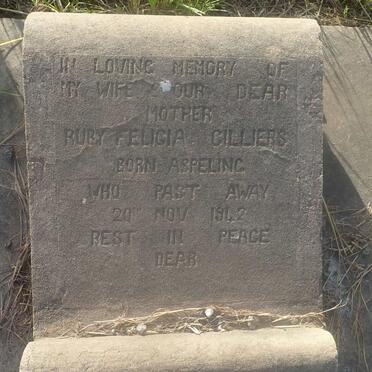 IN LOVING MEMORY OF
MY WIFE & OUR DEAR
MOTHER
RUBY FELICIA CILLIERS
BORN ASPELING
WHO PAST AWAY
20 NOV 1962
REST IN PEACE
DEAR